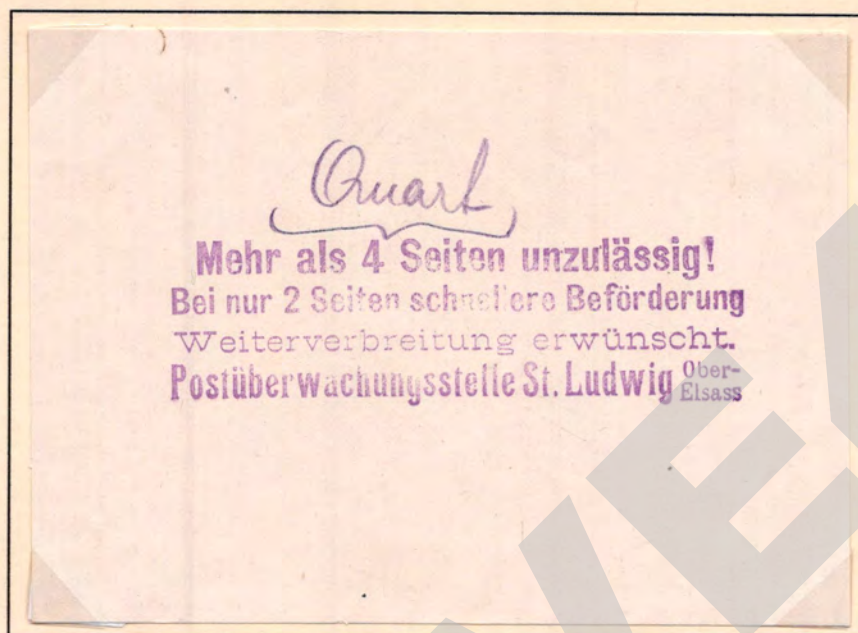 Quart
Mehr als 4 Seiten unzulässig!
Bei nur 2 Seiten schnellere Beförderung
Weiterverbreitung erwünscht.
Postüberwachungsstelle St. Ludwig Ober-
Elsass